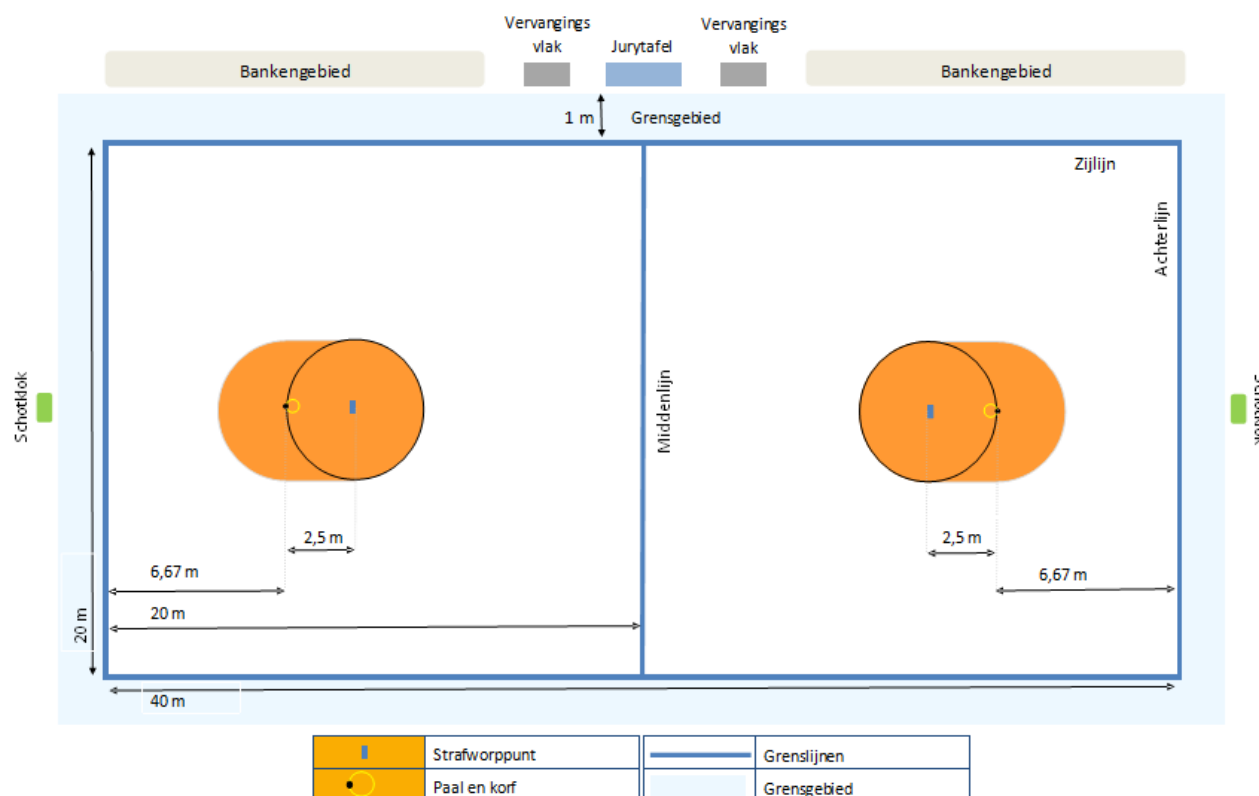 Vervangings
vlak
Jurytafel
Vervangings
vlak
Bankengebied
Bankengebied
1 m
Grensgebied
Zijlijn
Achterlijn
Middenlijn
Schotklok
2,5 m
2,5 m
6,67 m
6,67 m
20 m
20 m
40 m
Strafworppunt
Grenslijnen
Paal en korf
Grensgebied